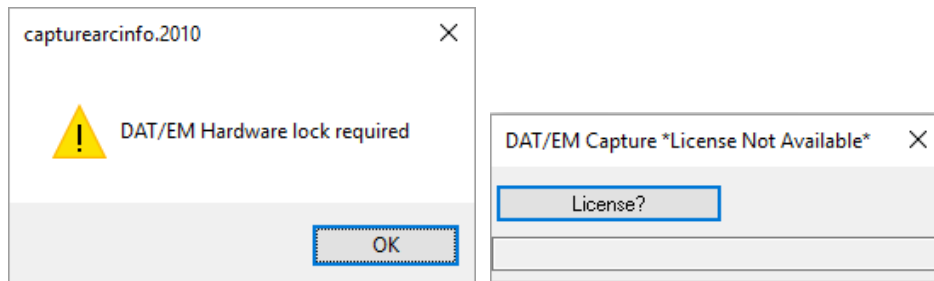 capturearcinfo.2010
DAT/EM Hardware lock required
OK
DAT/EM Capture *License Not Available*
License?